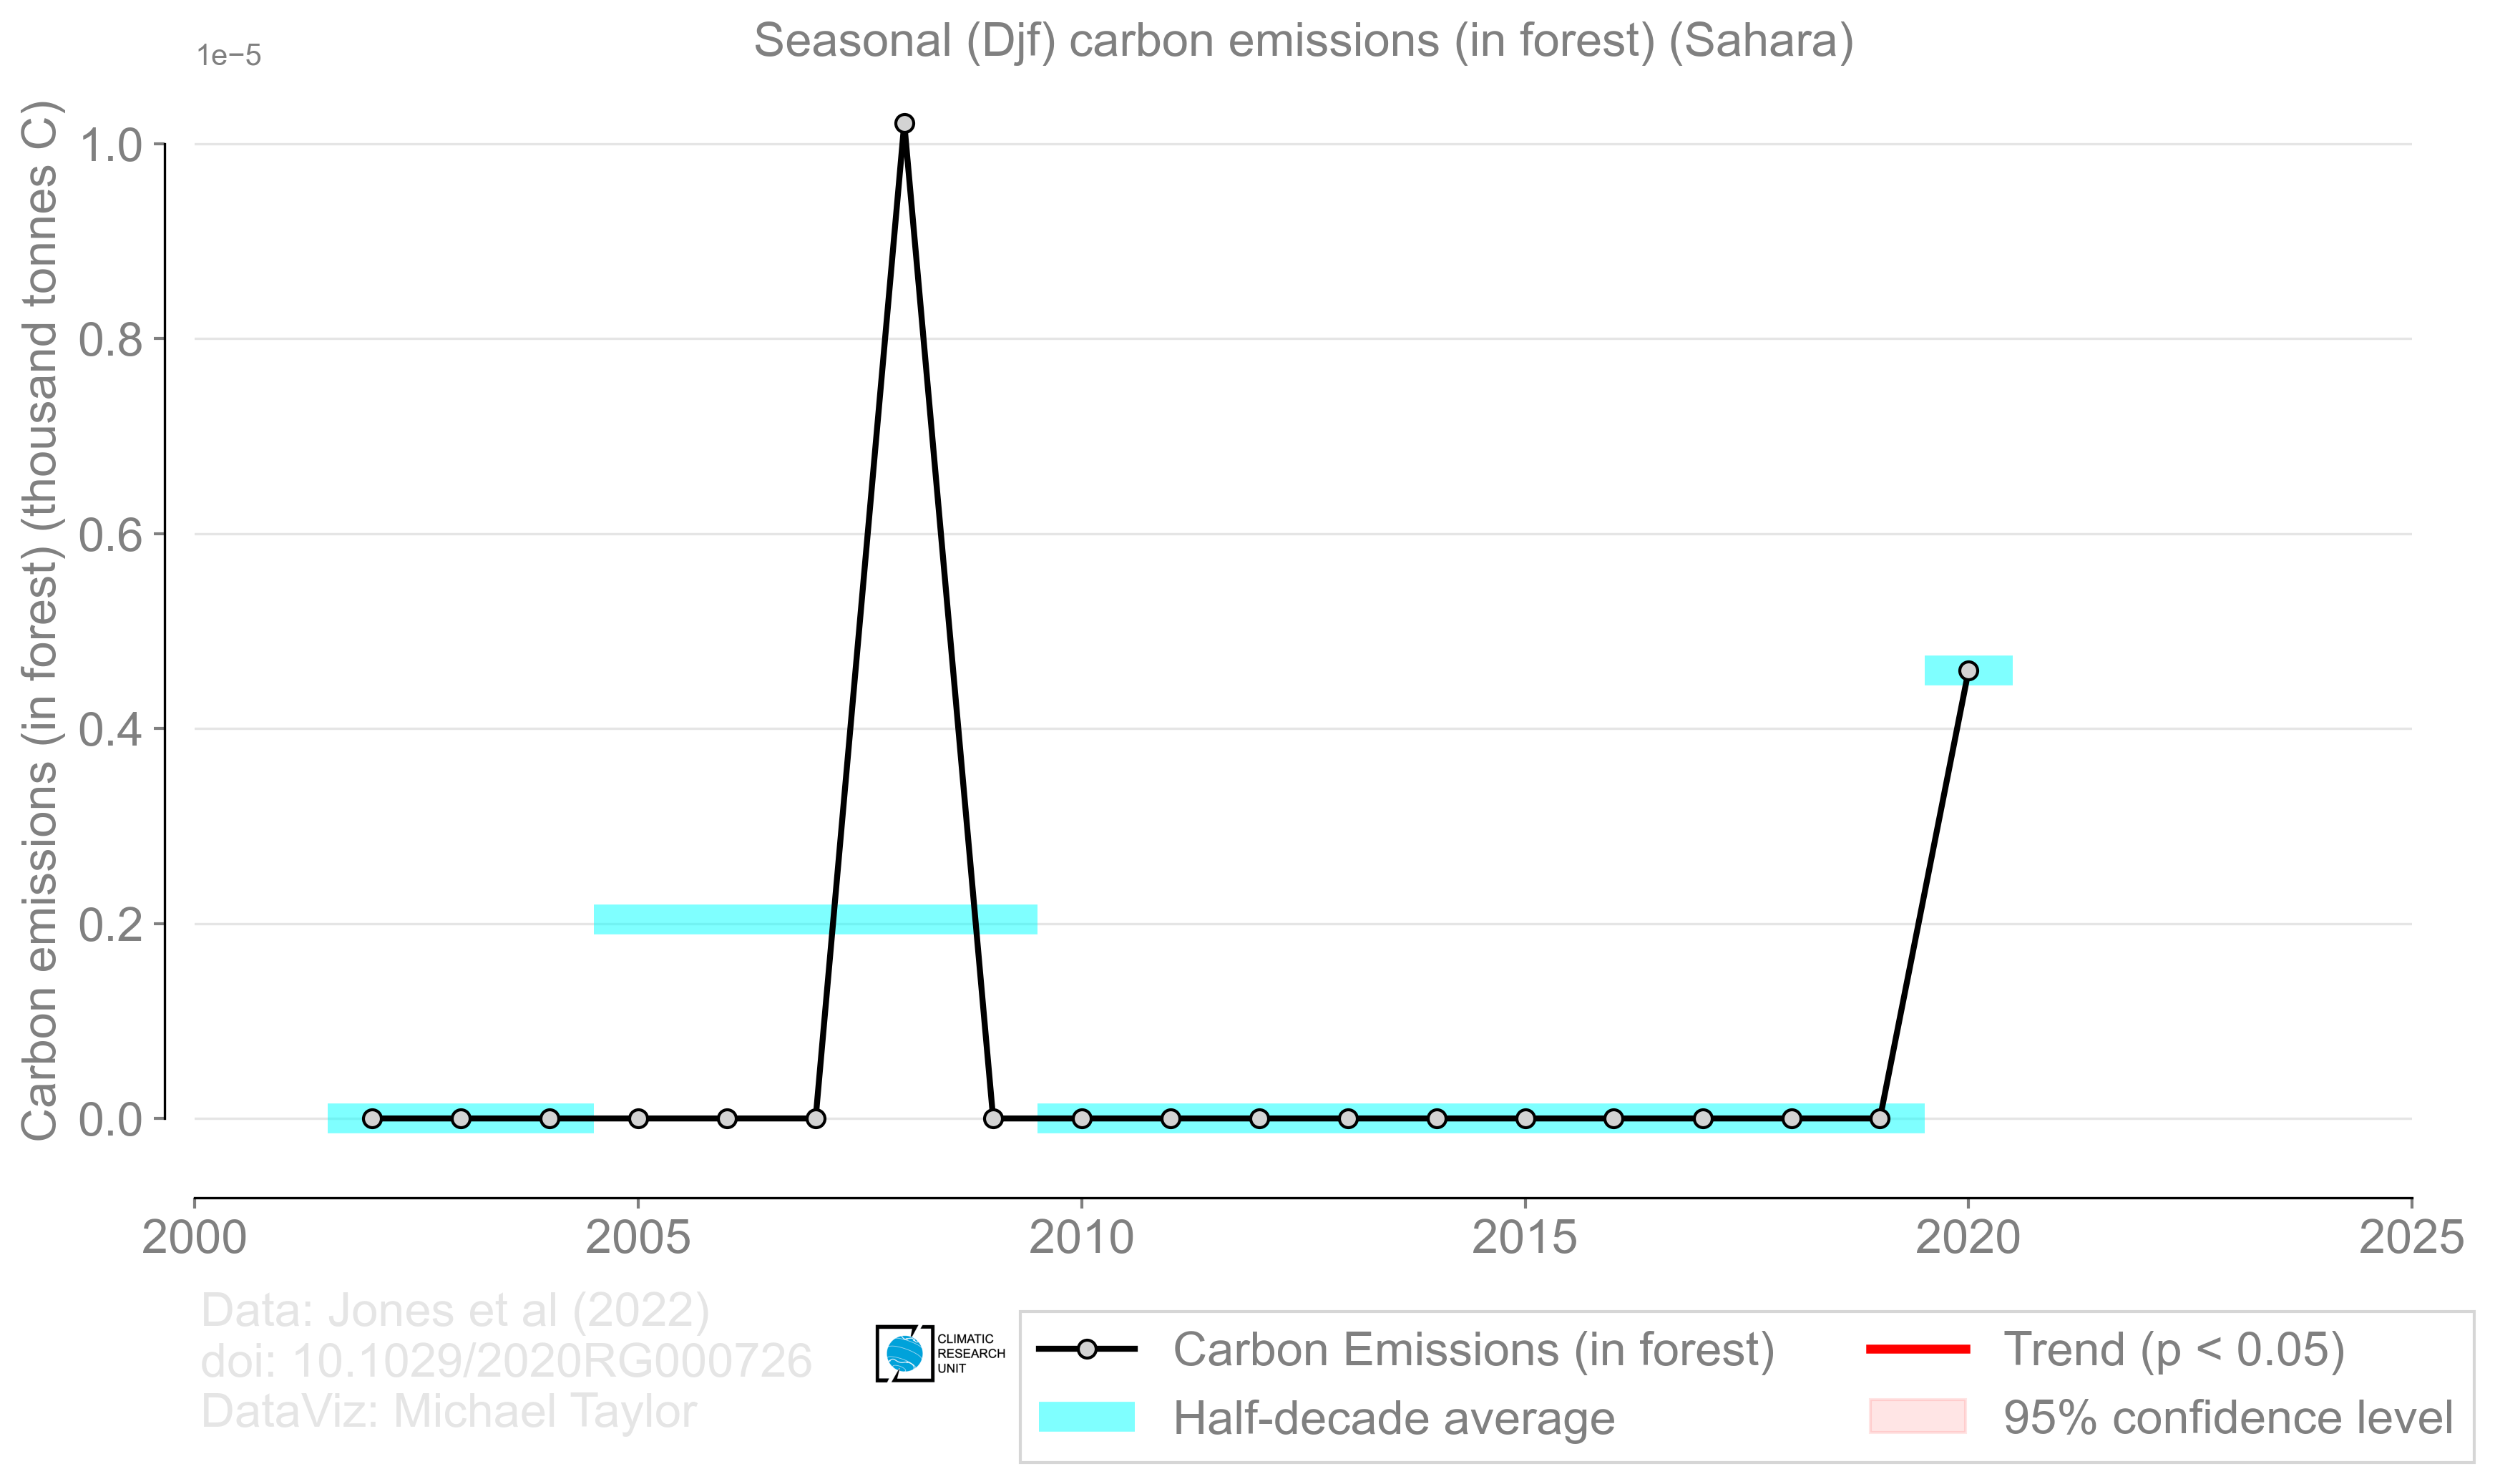 Seasonal (Djf) carbon emissions (in forest) (Sahara)
1e−5
Carbon emissions (in forest) (thousand tonnes C)
1.0
0.8
0.6
0.4
0.2
0.0
2000
2005
2010
2015
2020
2025
Data: Jones et al (2022)
doi: 10.1029/2020RG000726
DataViz: Michael Taylor
CLIMATIC
RESEARCH
UNIT
Carbon Emissions (in forest)
Half-decade average
Trend (p < 0.05)
95% confidence level